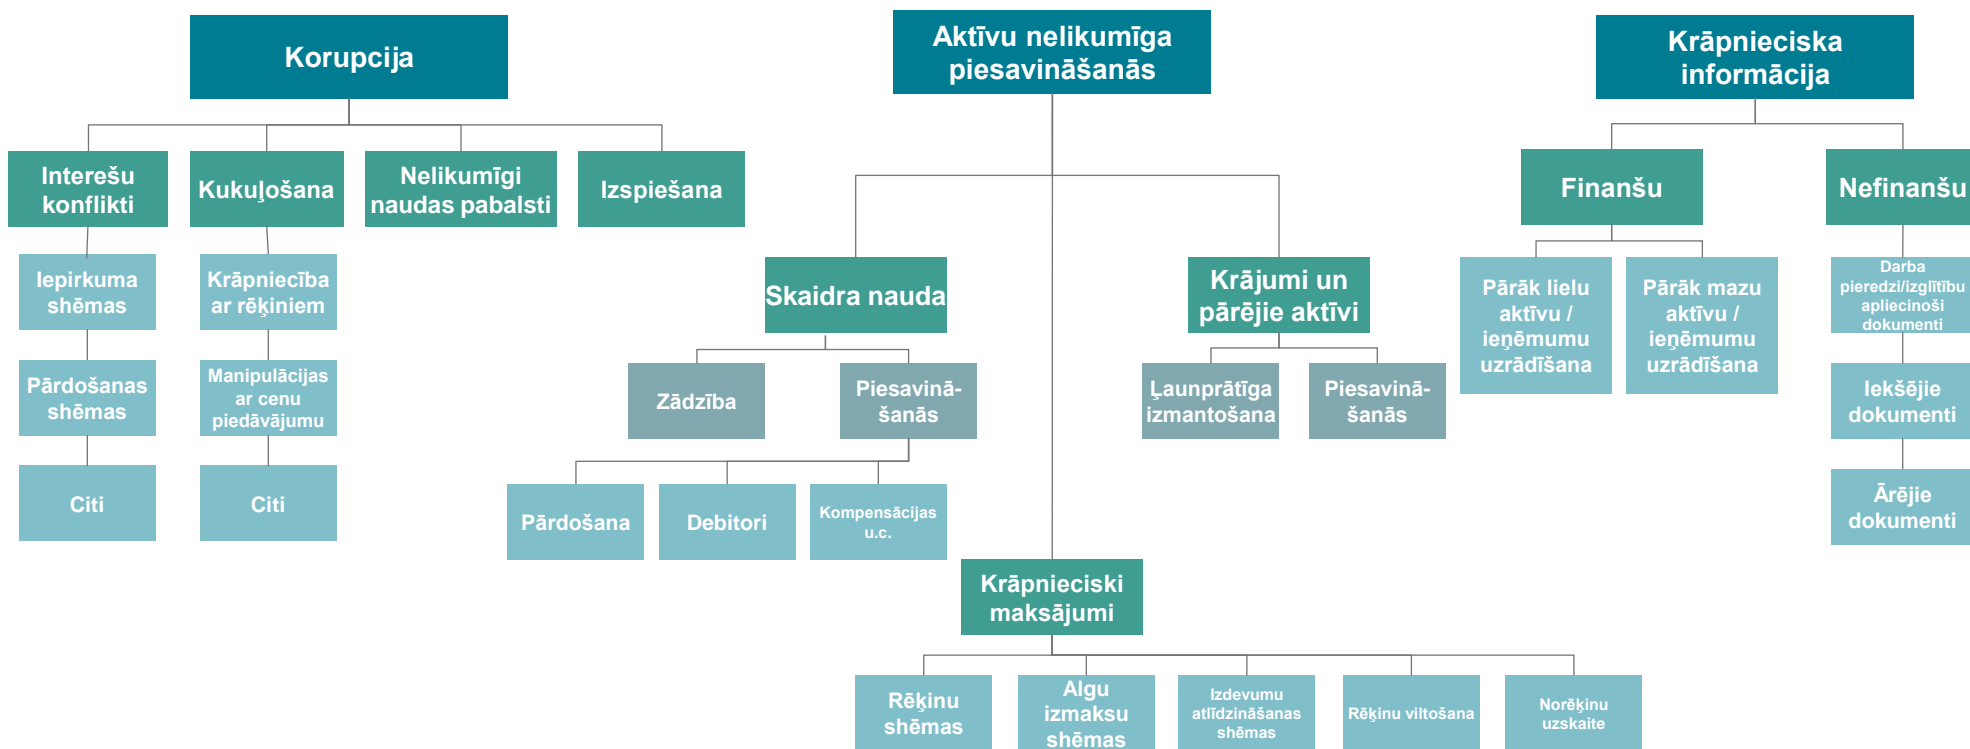 Korupcija
Aktīvu nelikumīga
piesavināšanās
Krāpnieciska
informācija
Interešu
konflikti
Kukuļošana
Nelikumīgi
naudas pabalsti
Izspiešana
Finanšu
Nefinanšu
Iepirkuma
shēmas
Krāpniecība
ar rēķiniem
Skaidra nauda
Krājumi un
pārējie aktīvi
Pārāk lielu
aktīvu /
ieņēmumu
uzrādīšana
Pārāk mazu
aktīvu /
ieņēmumu
uzrādīšana
Darba
pieredzi/izglītību
apliecinoši
dokumenti
Pārdošanas
shēmas
Manipulācijas
ar cenu
piedāvājumu
Zādzība
Piesavinā-
šanās
Ļaunprātīga
izmantošana
Piesavinā-
šanās
Iekšējie
dokumenti
Citi
Citi
Pārdošana
Debitori
Kompensācijas
u.c.
Ārējie
dokumenti
Krāpnieciski
maksājumi
Rēķinu
shēmas
Algu
izmaksu
shēmas
Izdevumu
atlīdzināšanas
shēmas
Rēķinu viltošana
Norēķinu
uzskaite